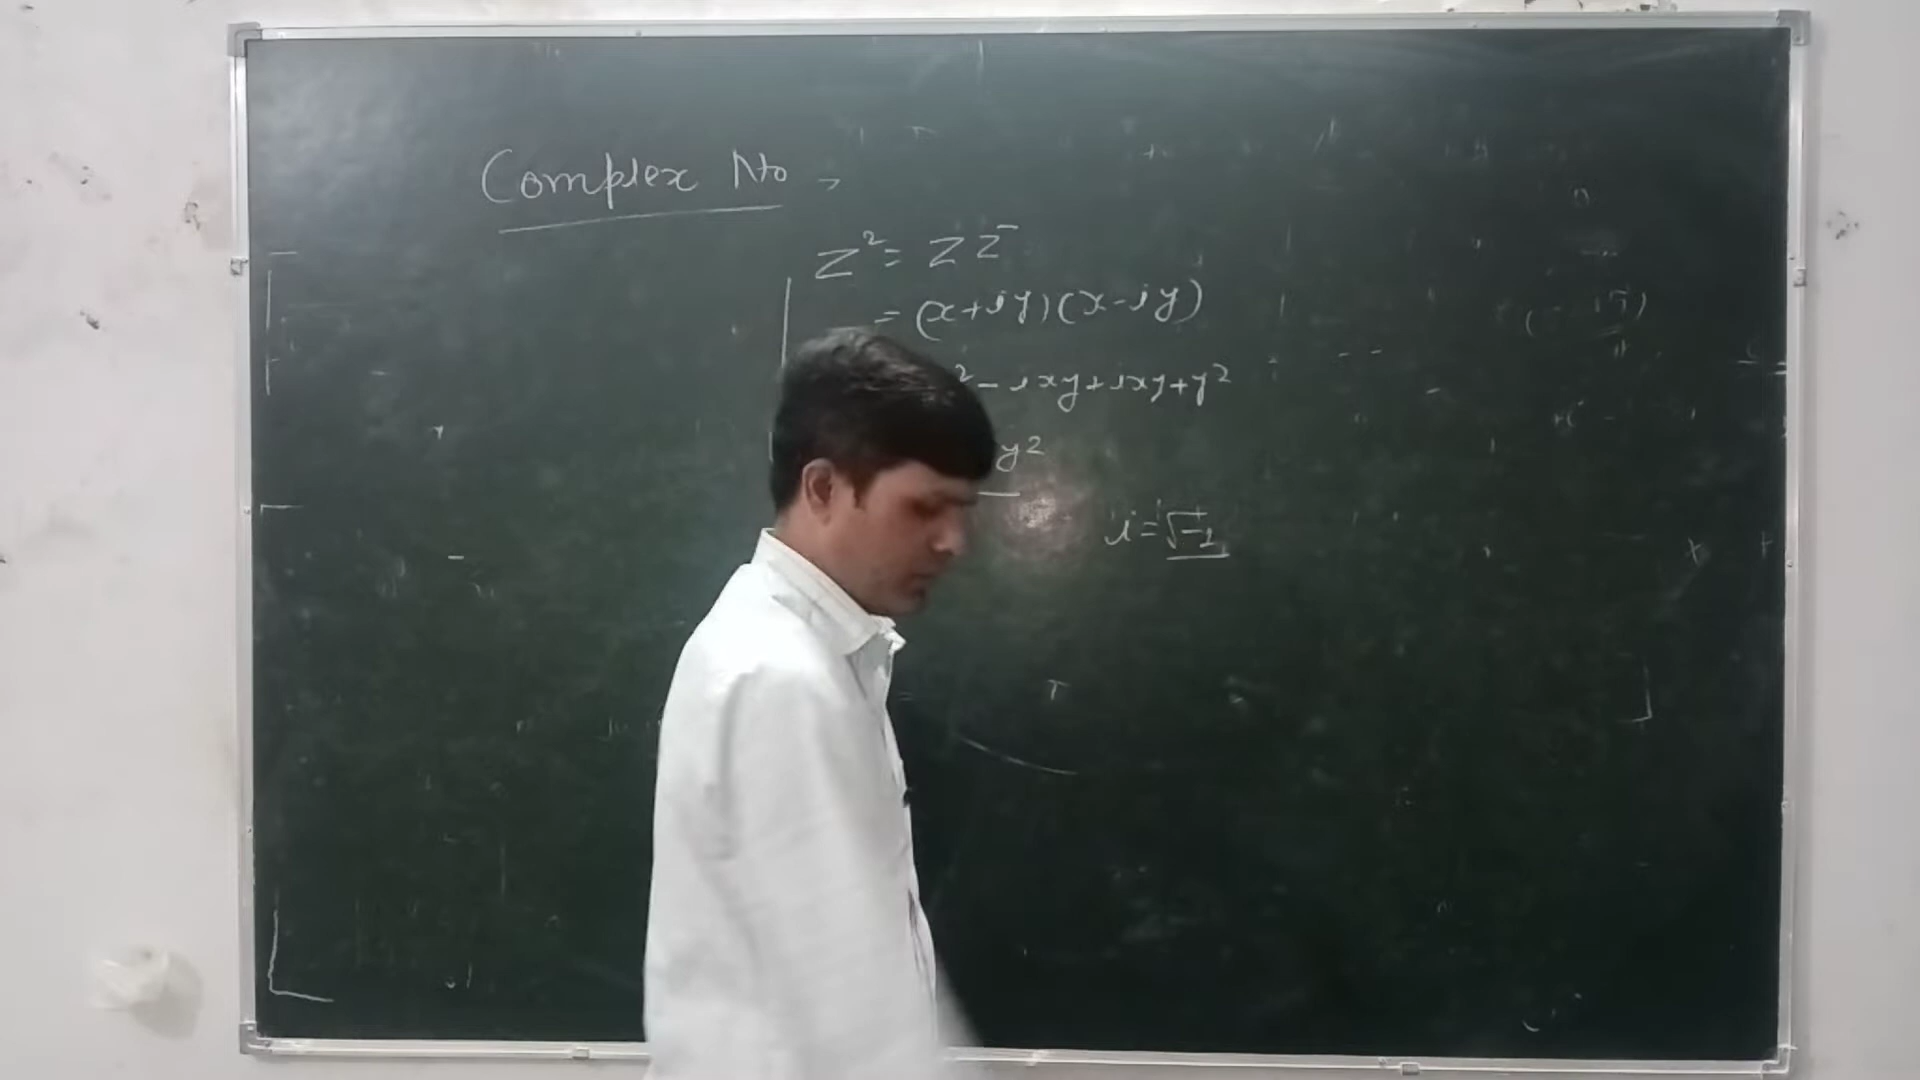 Complex No
Z² = Z Z̄
= (x+iy)(x-iy)
² - ixy + ixy + y²
y²
i = √-1